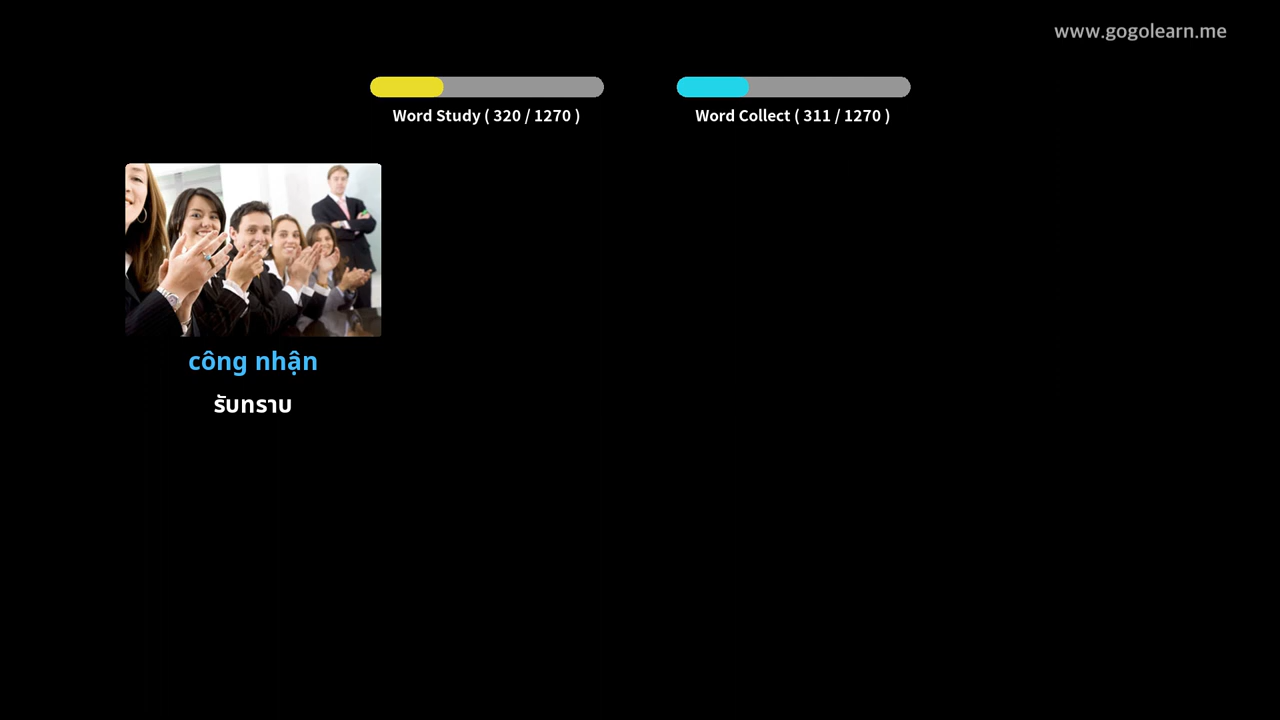 www.gogolearn.me
Word Study ( 320 / 1270 )
Word Collect ( 311 / 1270 )
công nhận
รับทราบ